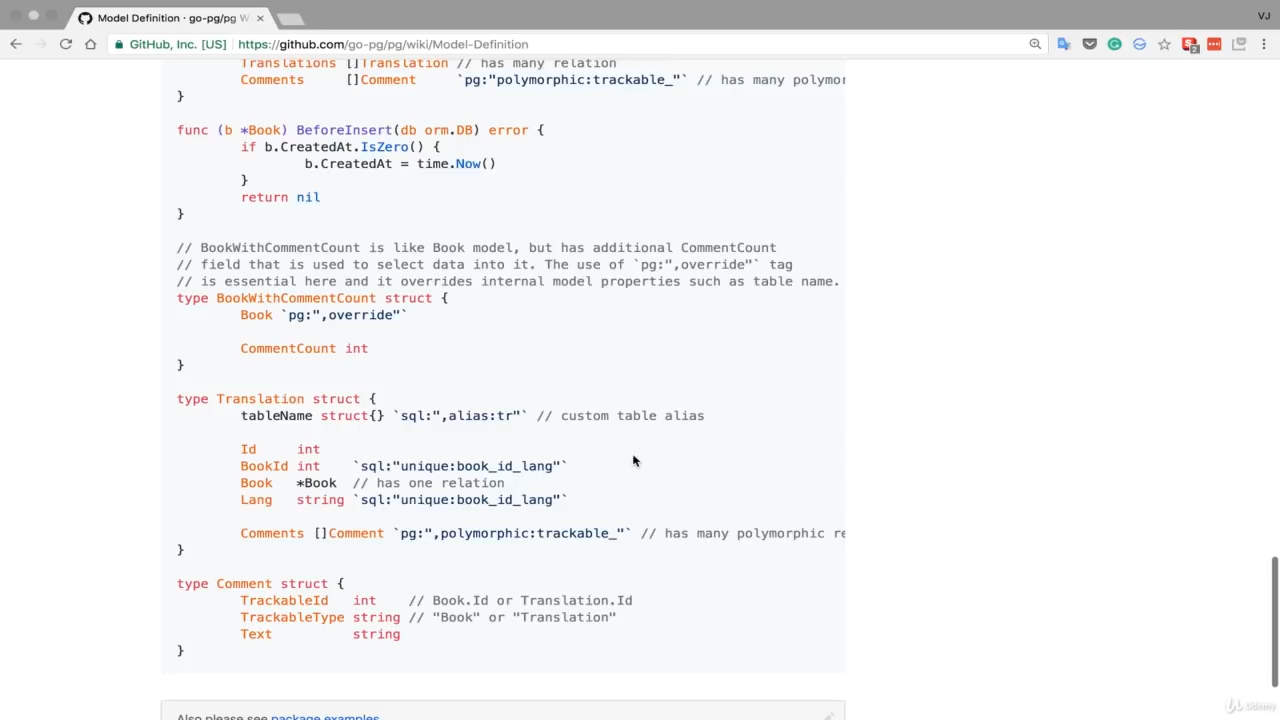 Model Definition · go-pg/pg W
VJ
GitHub, Inc. [US] https://github.com/go-pg/pg/wiki/Model-Definition
Translations []Translation // has many relation
Comments []Comment `pg:"polymorphic:trackable_"` // has many polymor
}
func (b *Book) BeforeInsert(db orm.DB) error {
if b.CreatedAt.IsZero() {
b.CreatedAt = time.Now()
}
return nil
}
// BookWithCommentCount is like Book model, but has additional CommentCount
// field that is used to select data into it. The use of `pg:",override"` tag
// is essential here and it overrides internal model properties such as table name.
type BookWithCommentCount struct {
Book `pg:",override"`
CommentCount int
}
type Translation struct {
tableName struct{} `sql:",alias:tr"` // custom table alias
Id int
BookId int `sql:"unique:book_id_lang"`
Book *Book // has one relation
Lang string `sql:"unique:book_id_lang"`
Comments []Comment `pg:",polymorphic:trackable_"` // has many polymorphic re
}
type Comment struct {
TrackableId int // Book.Id or Translation.Id
TrackableType string // "Book" or "Translation"
Text string
}
Also please see package examples
Udemy